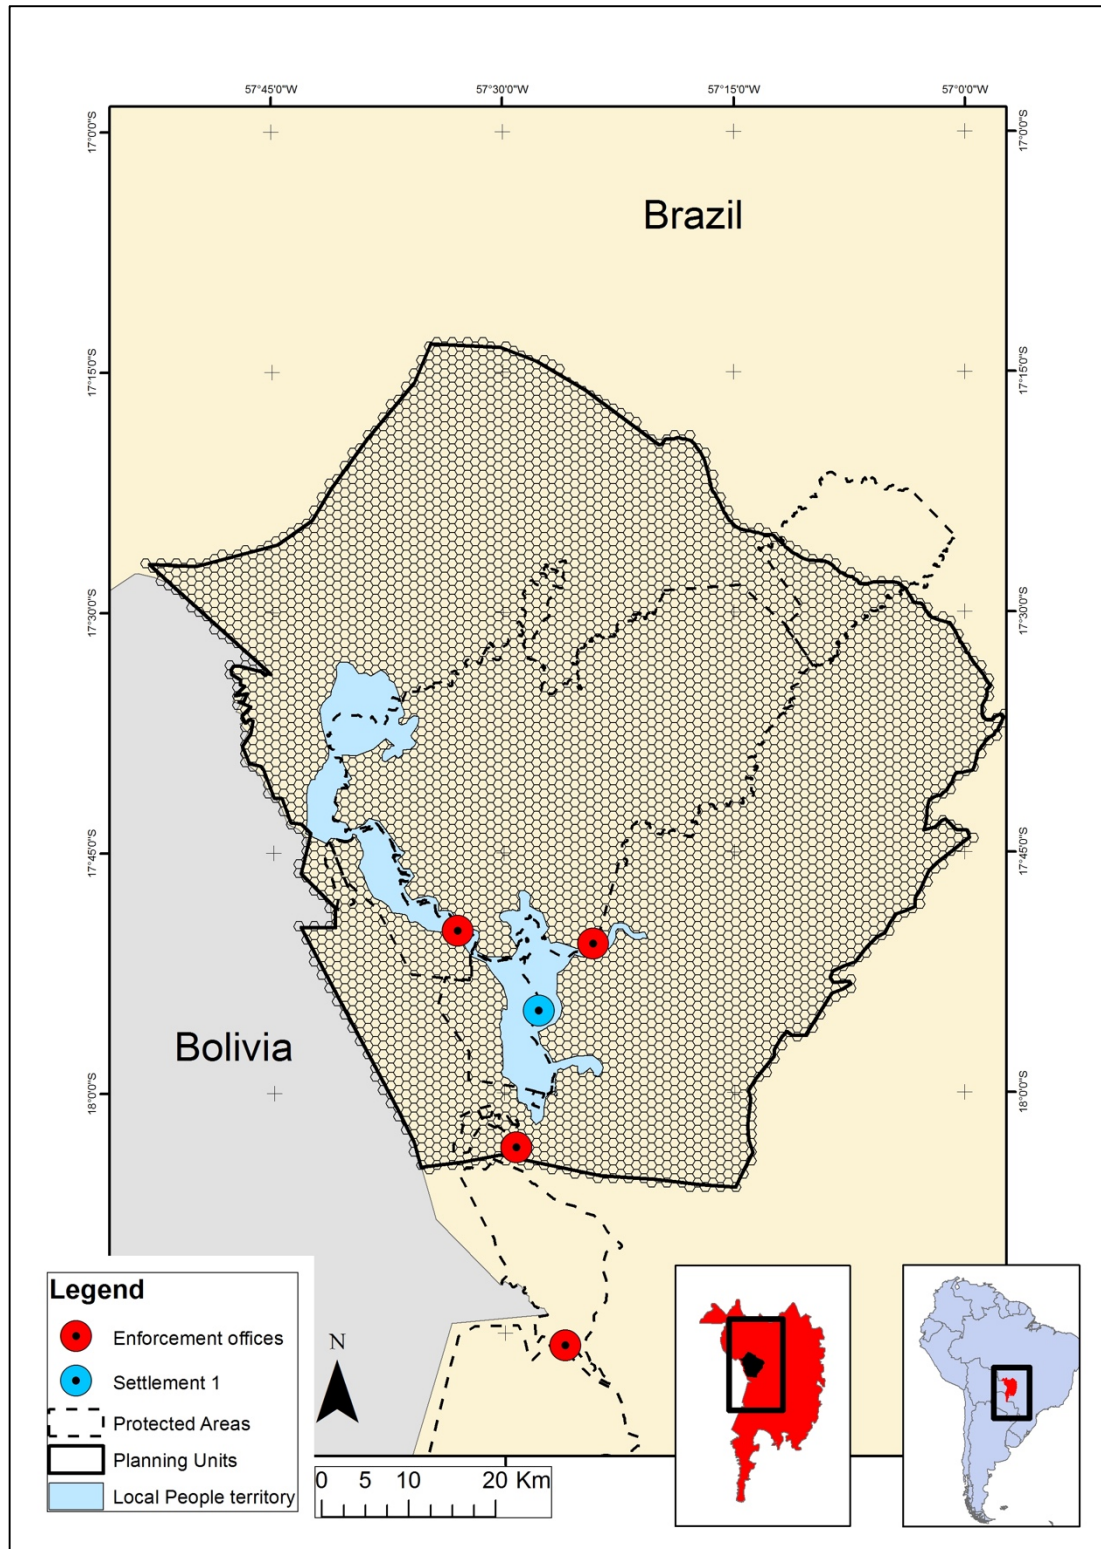 57°45'0"W
57°30'0"W
57°15'0"W
57°0'0"W
17°0'0"S
17°0'0"S
Brazil
17°15'0"S
17°15'0"S
17°30'0"S
17°30'0"S
17°45'0"S
17°45'0"S
Bolivia
18°0'0"S
18°0'0"S
Legend
Enforcement offices
Settlement 1
Protected Areas
Planning Units
Local People territory
N
0 5 10 20 Km